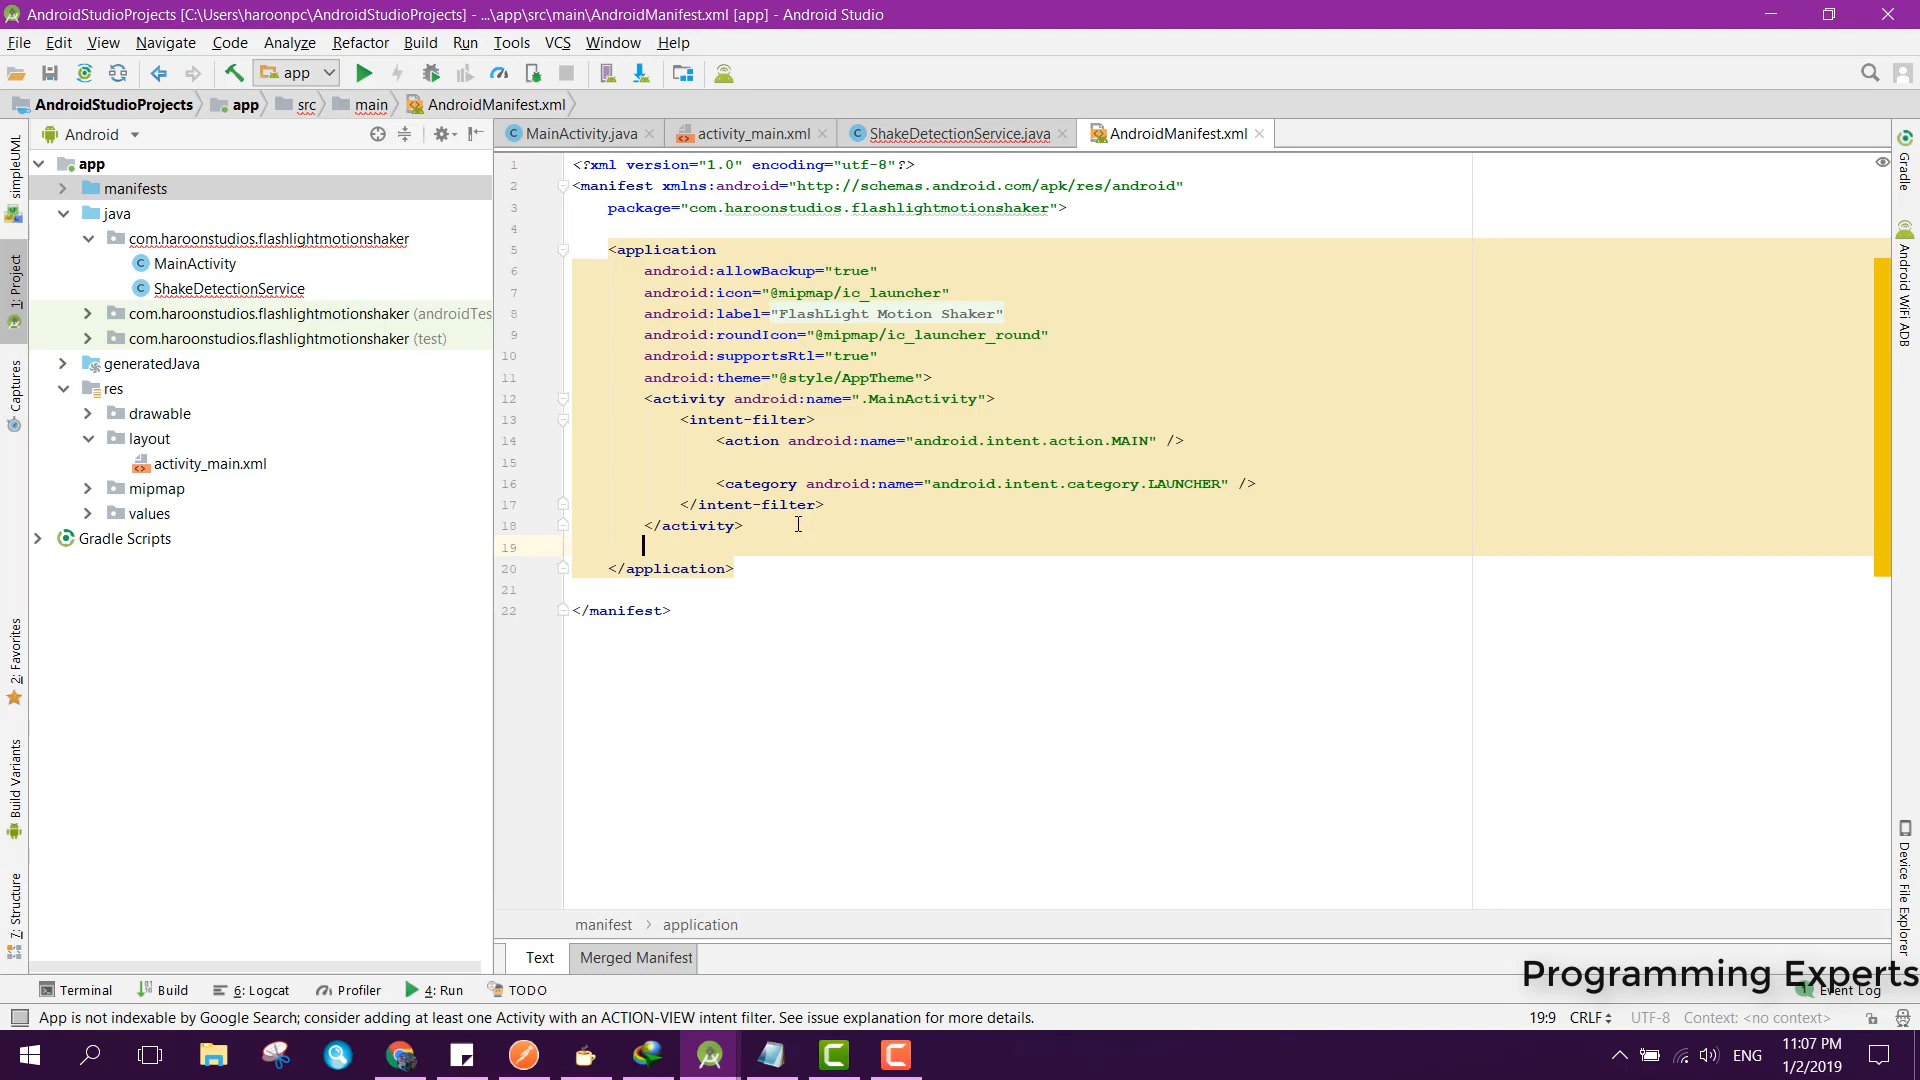 AndroidStudioProjects [C:\Users\haroonpc\AndroidStudioProjects] - ...\app\src\main\AndroidManifest.xml [app] - Android Studio
File Edit View Navigate Code Analyze Refactor Build Run Tools VCS Window Help
app
AndroidStudioProjects app src main AndroidManifest.xml
Android
MainActivity.java activity_main.xml ShakeDetectionService.java AndroidManifest.xml
app
manifests
java
com.haroonstudios.flashlightmotionshaker
MainActivity
ShakeDetectionService
com.haroonstudios.flashlightmotionshaker (androidTes
com.haroonstudios.flashlightmotionshaker (test)
generatedJava
res
drawable
layout
activity_main.xml
mipmap
values
Gradle Scripts
simpleUML
1: Project
Captures
2: Favorites
Build Variants
7: Structure
1 <?xml version="1.0" encoding="utf-8"?>
2 <manifest xmlns:android="http://schemas.android.com/apk/res/android"
3 package="com.haroonstudios.flashlightmotionshaker">
4
5 <application
6 android:allowBackup="true"
7 android:icon="@mipmap/ic_launcher"
8 android:label="FlashLight Motion Shaker"
9 android:roundIcon="@mipmap/ic_launcher_round"
10 android:supportsRtl="true"
11 android:theme="@style/AppTheme">
12 <activity android:name=".MainActivity">
13 <intent-filter>
14 <action android:name="android.intent.action.MAIN" />
15
16 <category android:name="android.intent.category.LAUNCHER" />
17 </intent-filter>
18 </activity>
19
20 </application>
21
22 </manifest>
Gradle
Android WiFi ADB
Device File Explorer
manifest application
Text Merged Manifest
Programming Experts
Terminal Build 6: Logcat Profiler 4: Run TODO 1 Event Log
App is not indexable by Google Search; consider adding at least one Activity with an ACTION-VIEW intent filter. See issue explanation for more details. 19:9 CRLF UTF-8 Context: <no context>
ENG
11:07 PM
1/2/2019